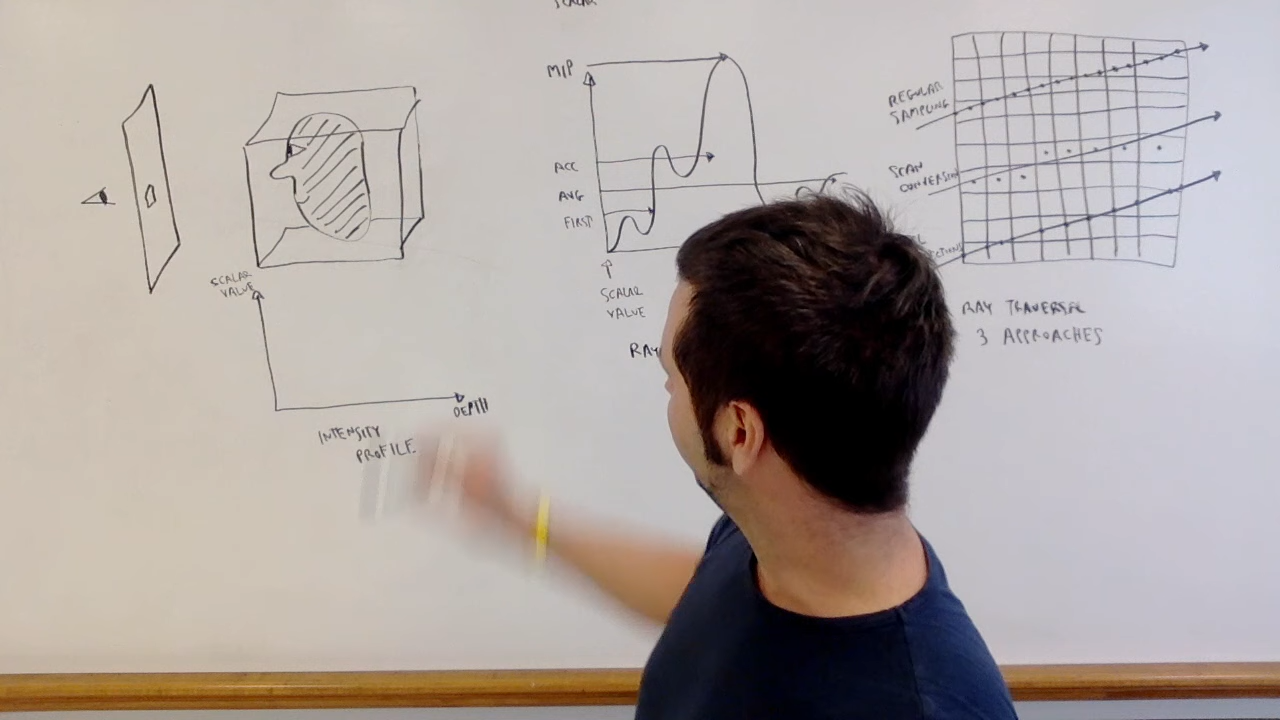 SCALAR
SCALAR
VALUE
DEPTH
INTENSITY
PROFILE
MIP
ACC
AVG
FIRST
SCALAR
VALUE
RAY
REGULAR
SAMPLING
SCAN
CONVERSION
RAY TRAVERSAL
3 APPROACHES